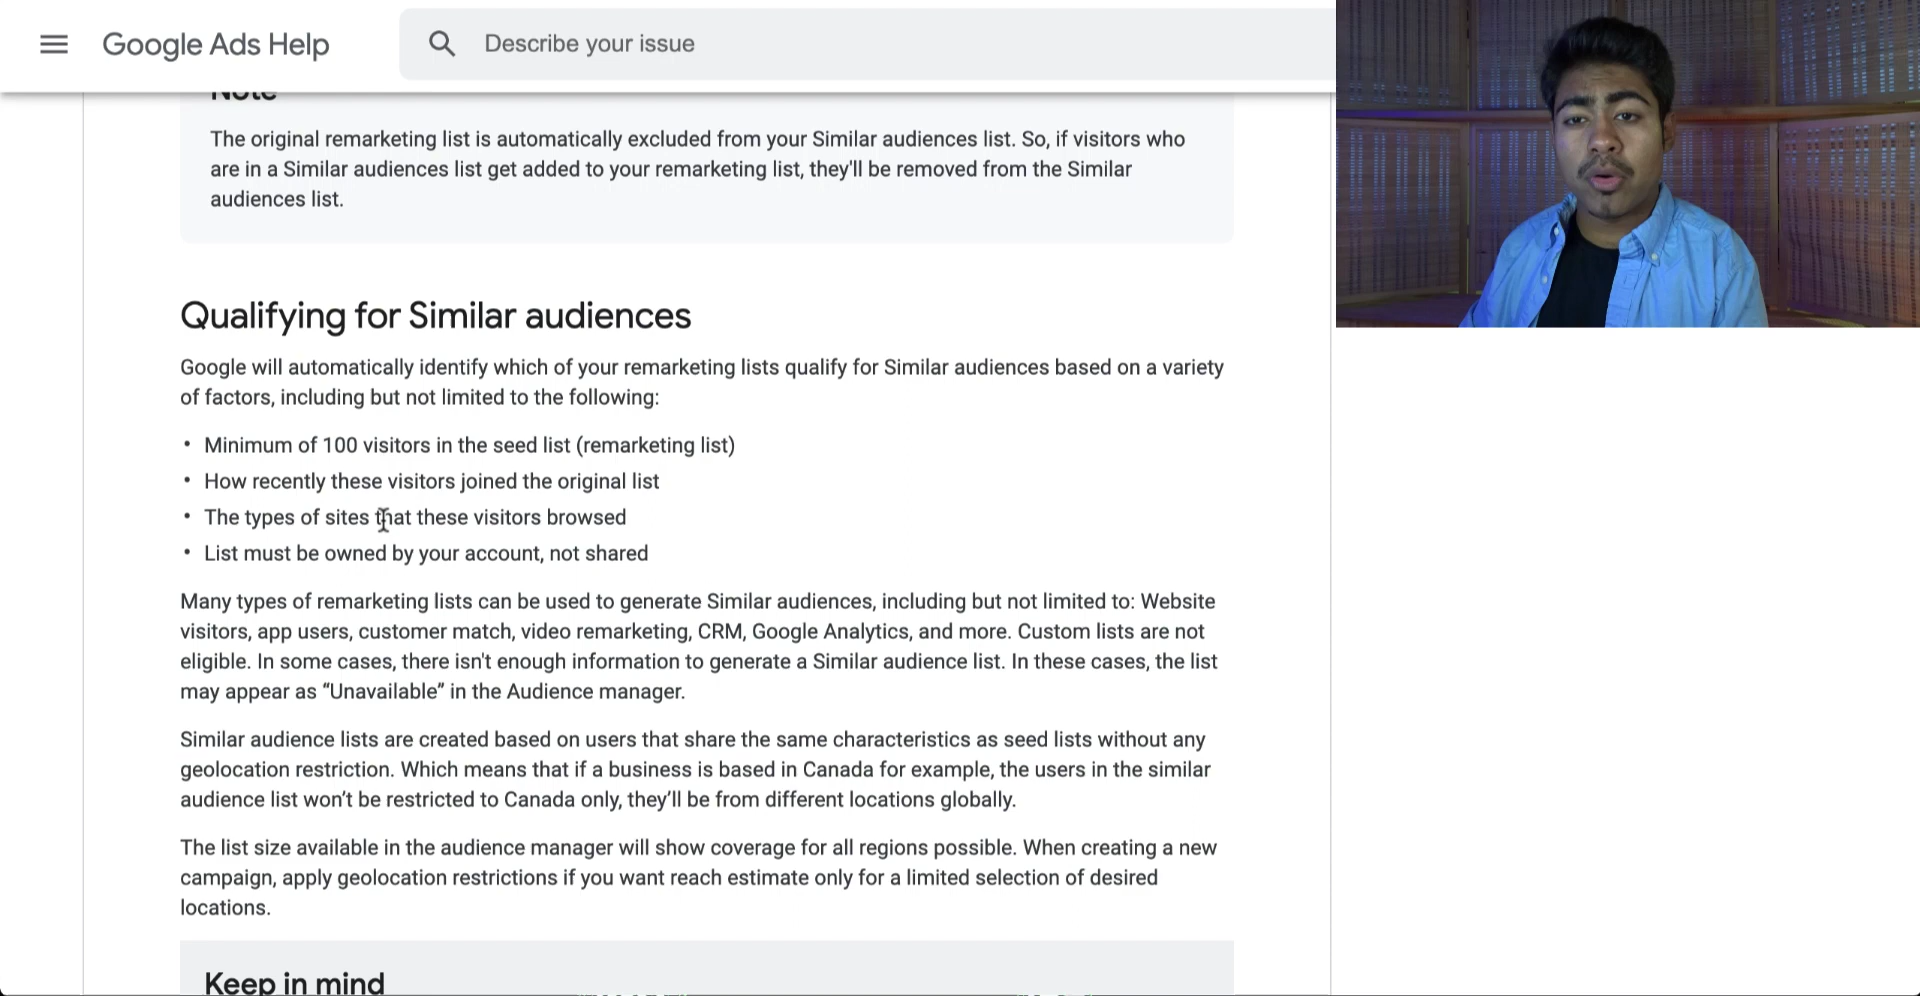 Google Ads Help
Describe your issue
Note
The original remarketing list is automatically excluded from your Similar audiences list. So, if visitors who
are in a Similar audiences list get added to your remarketing list, they'll be removed from the Similar
audiences list.
Qualifying for Similar audiences
Google will automatically identify which of your remarketing lists qualify for Similar audiences based on a variety
of factors, including but not limited to the following:
• Minimum of 100 visitors in the seed list (remarketing list)
• How recently these visitors joined the original list
• The types of sites that these visitors browsed
• List must be owned by your account, not shared
Many types of remarketing lists can be used to generate Similar audiences, including but not limited to: Website
visitors, app users, customer match, video remarketing, CRM, Google Analytics, and more. Custom lists are not
eligible. In some cases, there isn't enough information to generate a Similar audience list. In these cases, the list
may appear as “Unavailable” in the Audience manager.
Similar audience lists are created based on users that share the same characteristics as seed lists without any
geolocation restriction. Which means that if a business is based in Canada for example, the users in the similar
audience list won’t be restricted to Canada only, they’ll be from different locations globally.
The list size available in the audience manager will show coverage for all regions possible. When creating a new
campaign, apply geolocation restrictions if you want reach estimate only for a limited selection of desired
locations.
Keep in mind